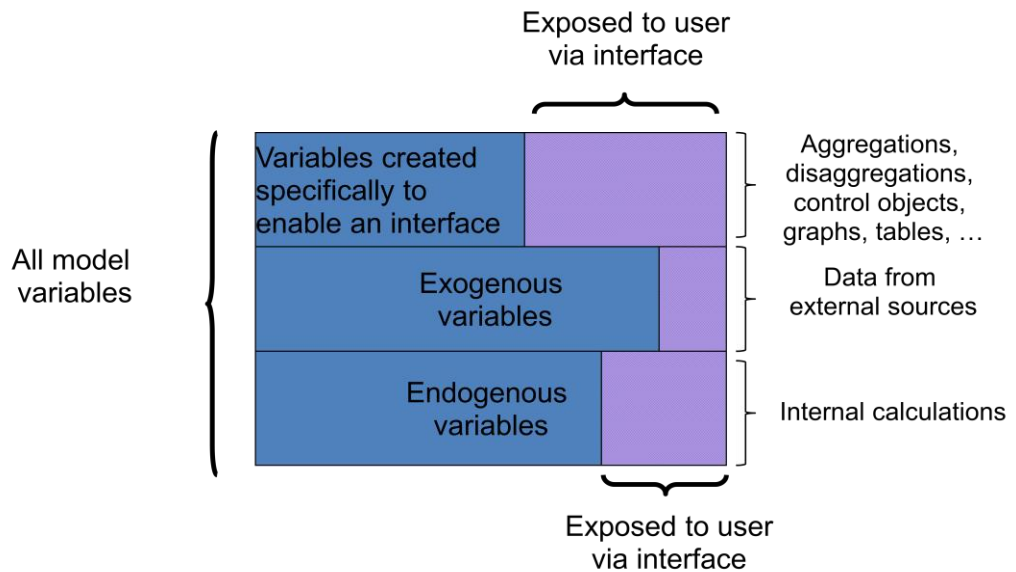 Exposed to user
via interface
Variables created
specifically to
enable an interface
Aggregations,
disaggregations,
control objects,
graphs, tables, …
All model
variables
Exogenous
variables
Data from
external sources
Endogenous
variables
Internal calculations
Exposed to user
via interface